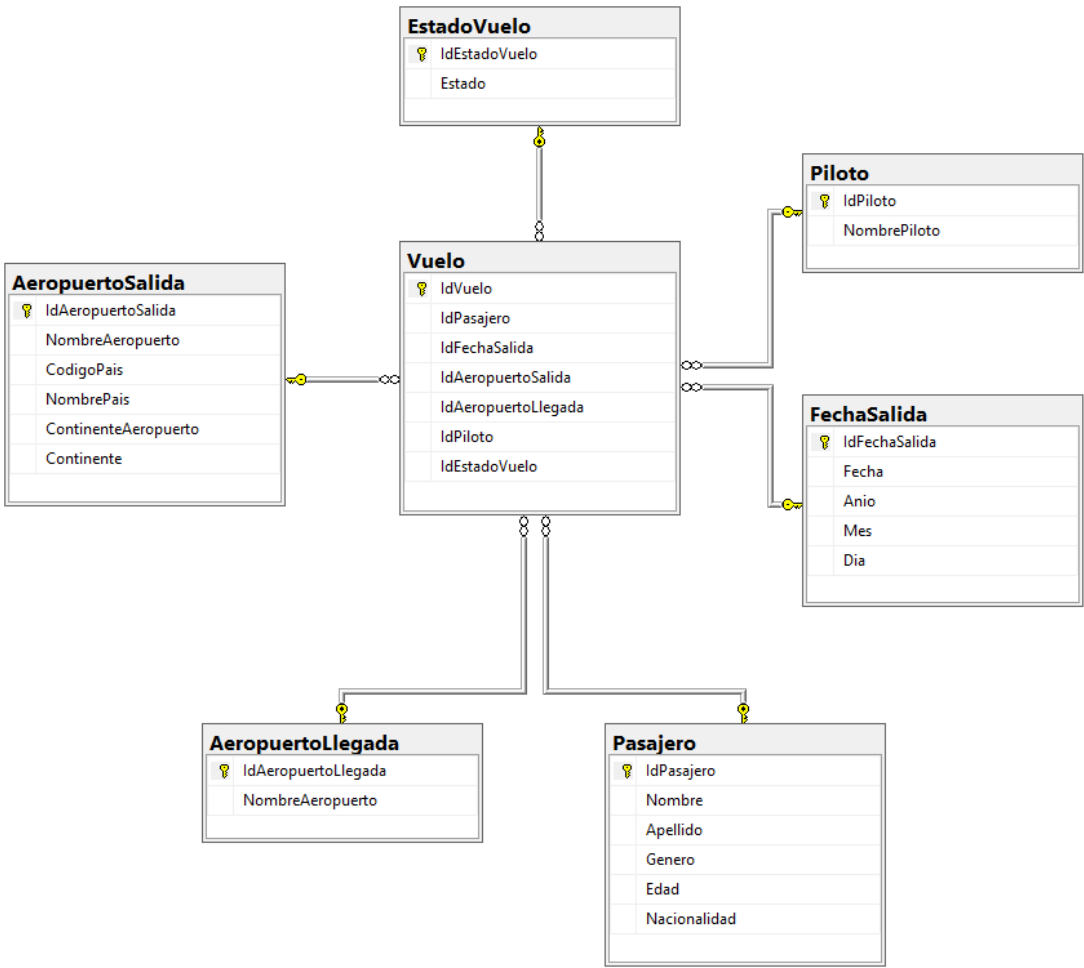 EstadoVuelo
IdEstadoVuelo
Estado
Piloto
IdPiloto
NombrePiloto
Vuelo
IdVuelo
IdPasajero
IdFechaSalida
IdAeropuertoSalida
IdAeropuertoLlegada
IdPiloto
IdEstadoVuelo
AeropuertoSalida
IdAeropuertoSalida
NombreAeropuerto
CodigoPais
NombrePais
ContinenteAeropuerto
Continente
FechaSalida
IdFechaSalida
Fecha
Anio
Mes
Dia
AeropuertoLlegada
IdAeropuertoLlegada
NombreAeropuerto
Pasajero
IdPasajero
Nombre
Apellido
Genero
Edad
Nacionalidad